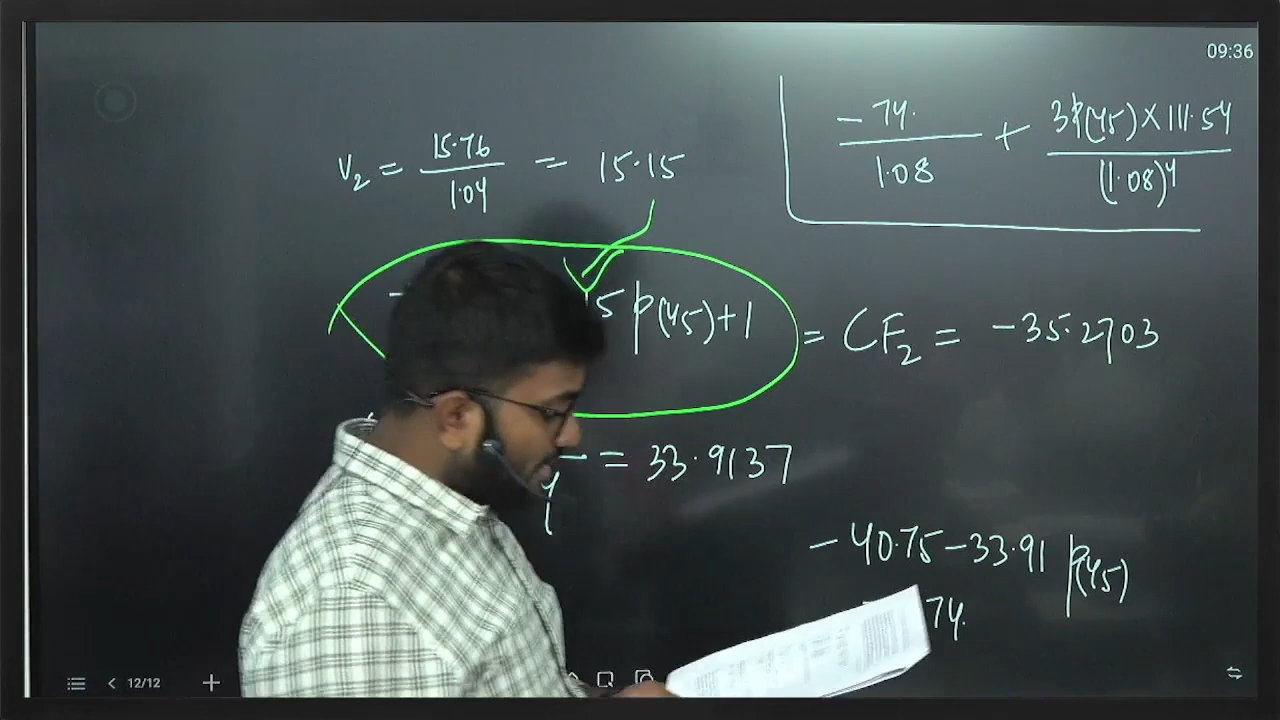 09:36
V₂ = 15.76 / 1.04 = 15.15
-74. / 1.08 + 3p(45) × 111.54 / (1.08)⁴
5 p(45)+1 = CF₂ = -35.2703
= 33.9137
-40.75 - 33.91 p(45)
74.
12/12